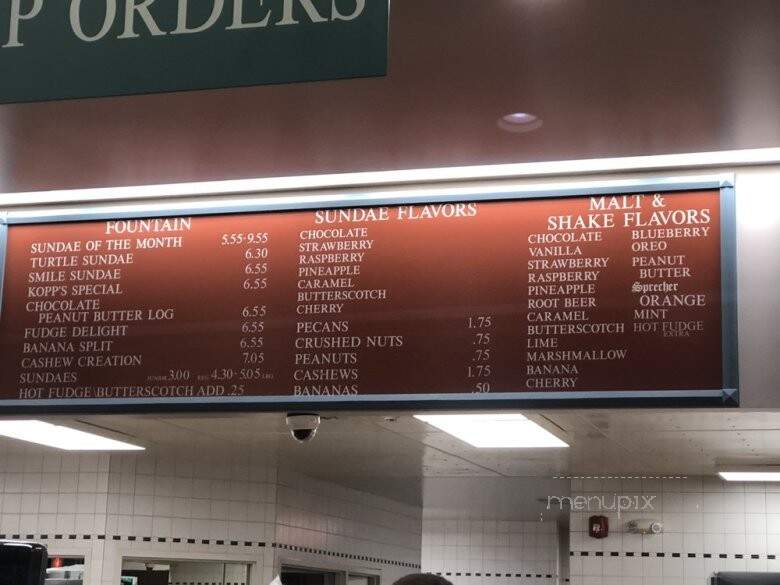 P ORDERS
FOUNTAIN
SUNDAE OF THE MONTH 5.55-9.55
TURTLE SUNDAE 6.30
SMILE SUNDAE 6.55
KOPP'S SPECIAL 6.55
CHOCOLATE
PEANUT BUTTER LOG 6.55
FUDGE DELIGHT 6.55
BANANA SPLIT 6.55
CASHEW CREATION 7.05
SUNDAES JUNIOR 3.00 REG 4.30-5.05 LRG
HOT FUDGE\BUTTERSCOTCH ADD .25
SUNDAE FLAVORS
CHOCOLATE
STRAWBERRY
RASPBERRY
PINEAPPLE
CARAMEL
BUTTERSCOTCH
CHERRY
PECANS 1.75
CRUSHED NUTS .75
PEANUTS .75
CASHEWS 1.75
BANANAS .50
MALT &
SHAKE FLAVORS
CHOCOLATE
VANILLA
STRAWBERRY
RASPBERRY
PINEAPPLE
ROOT BEER
CARAMEL
BUTTERSCOTCH
LIME
MARSHMALLOW
BANANA
CHERRY
BLUEBERRY
OREO
PEANUT
BUTTER
Sprecher
ORANGE
MINT
HOT FUDGE
EXTRA
menupix